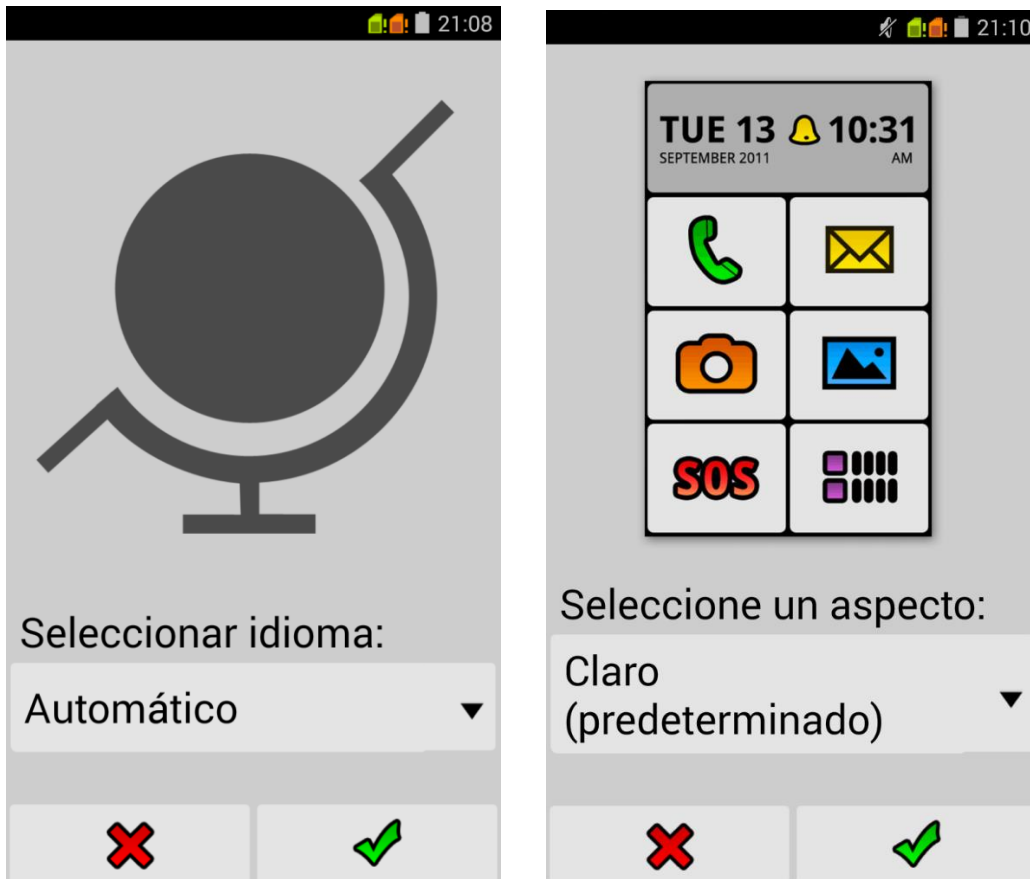 21:08
Seleccionar idioma:
Automático
21:10
TUE 13 10:31
SEPTEMBER 2011 AM
SOS
Seleccione un aspecto:
Claro
(predeterminado)